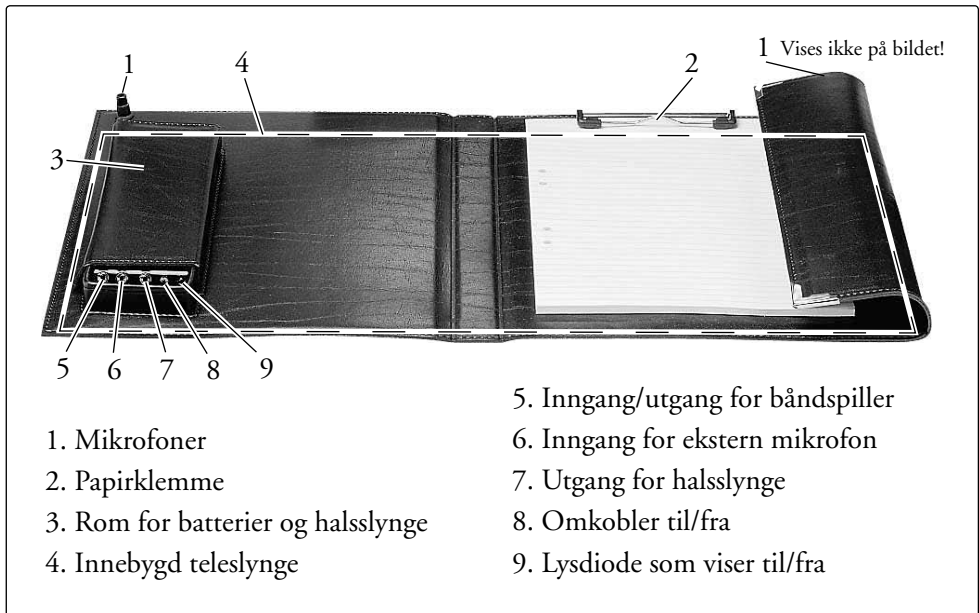 1 4 2 1 Vises ikke på bildet!
3
5 6 7 8 9
1. Mikrofoner
2. Papirklemme
3. Rom for batterier og halsslynge
4. Innebygd teleslynge
5. Inngang/utgang for båndspiller
6. Inngang for ekstern mikrofon
7. Utgang for halsslynge
8. Omkobler til/fra
9. Lysdiode som viser til/fra